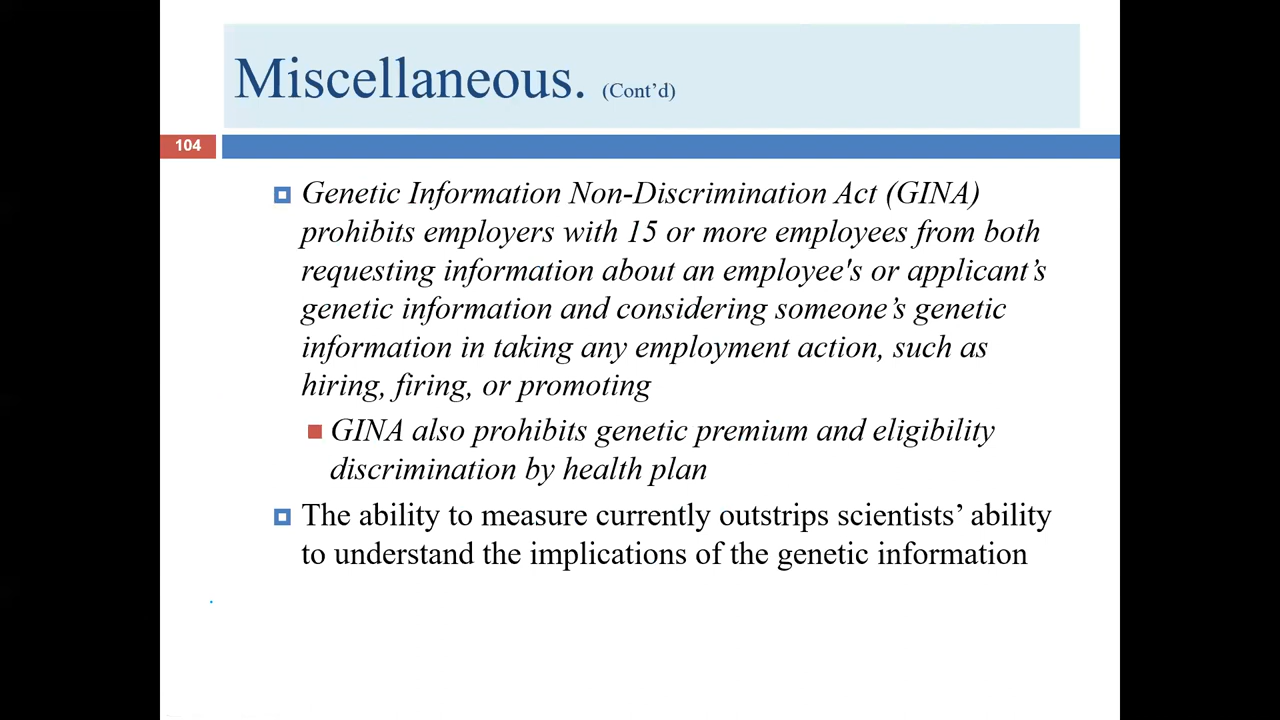 Miscellaneous. (Cont’d)
104
Genetic Information Non-Discrimination Act (GINA)
prohibits employers with 15 or more employees from both
requesting information about an employee's or applicant’s
genetic information and considering someone’s genetic
information in taking any employment action, such as
hiring, firing, or promoting
GINA also prohibits genetic premium and eligibility
discrimination by health plan
The ability to measure currently outstrips scientists’ ability
to understand the implications of the genetic information